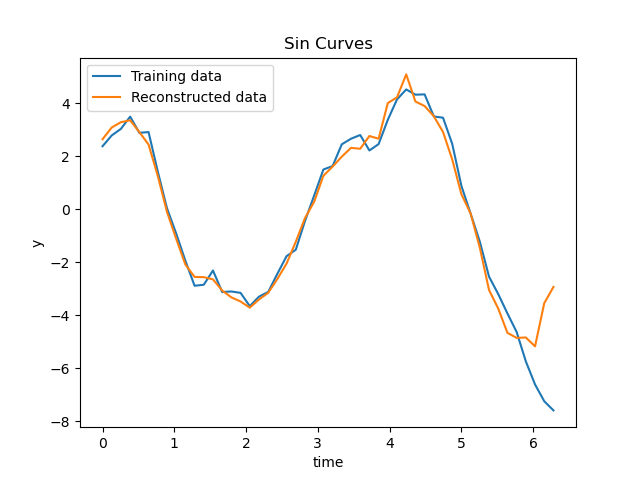 Sin Curves
Training data
Reconstructed data
y
4
2
0
−2
−4
−6
−8
0 1 2 3 4 5 6
time